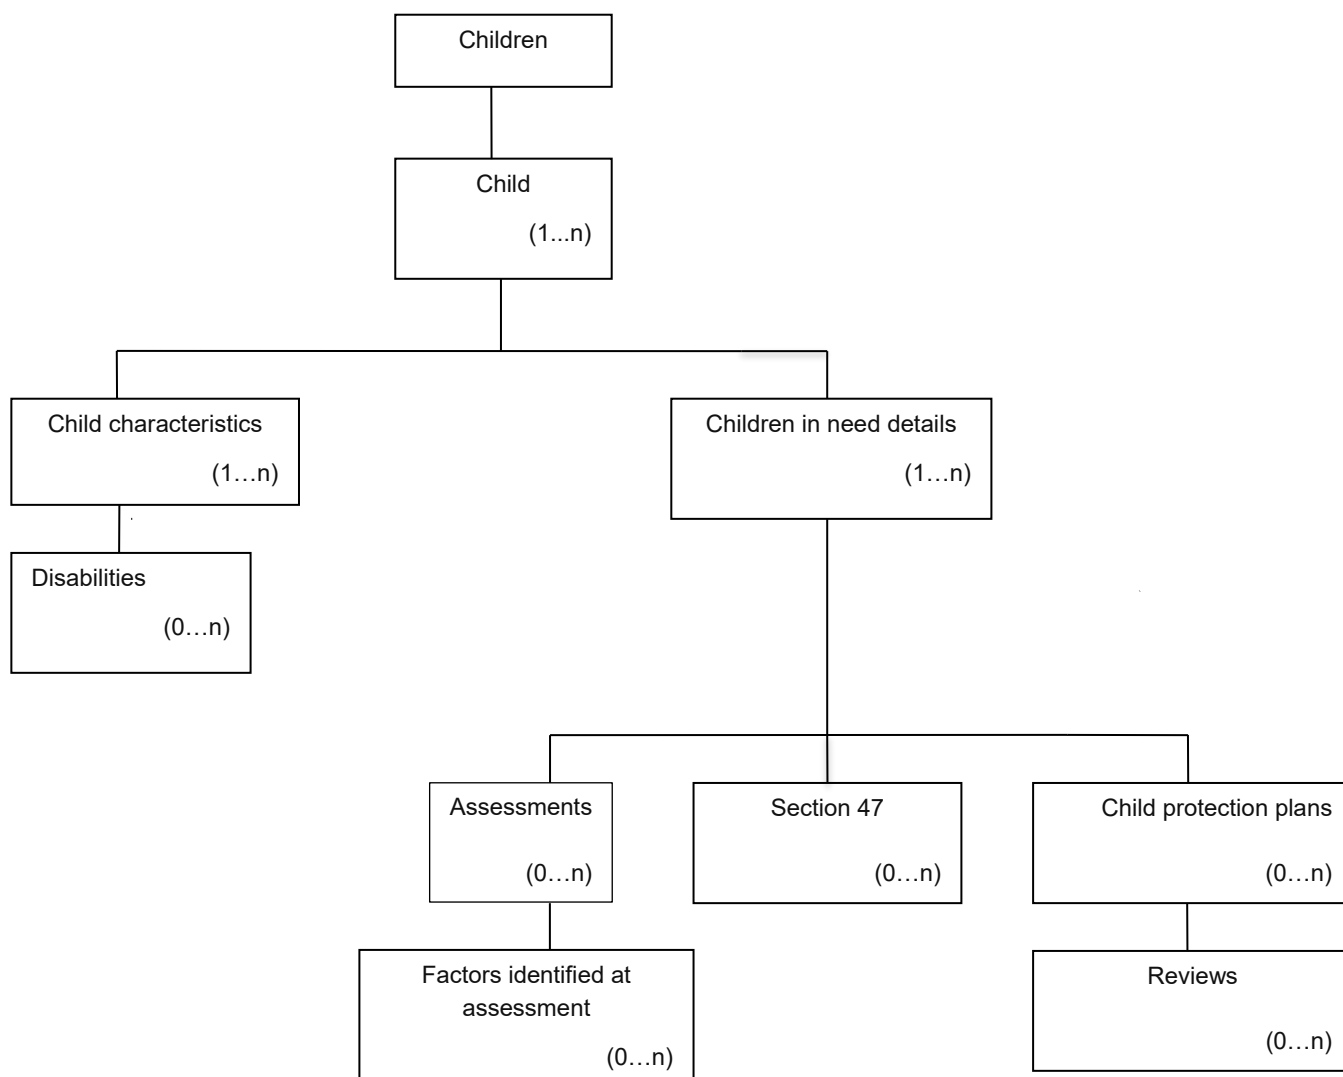 Children
Child
(1...n)
Child characteristics
(1…n)
Children in need details
(1…n)
Disabilities
(0…n)
Assessments
(0…n)
Section 47
(0…n)
Child protection plans
(0…n)
Factors identified at
assessment
(0…n)
Reviews
(0…n)